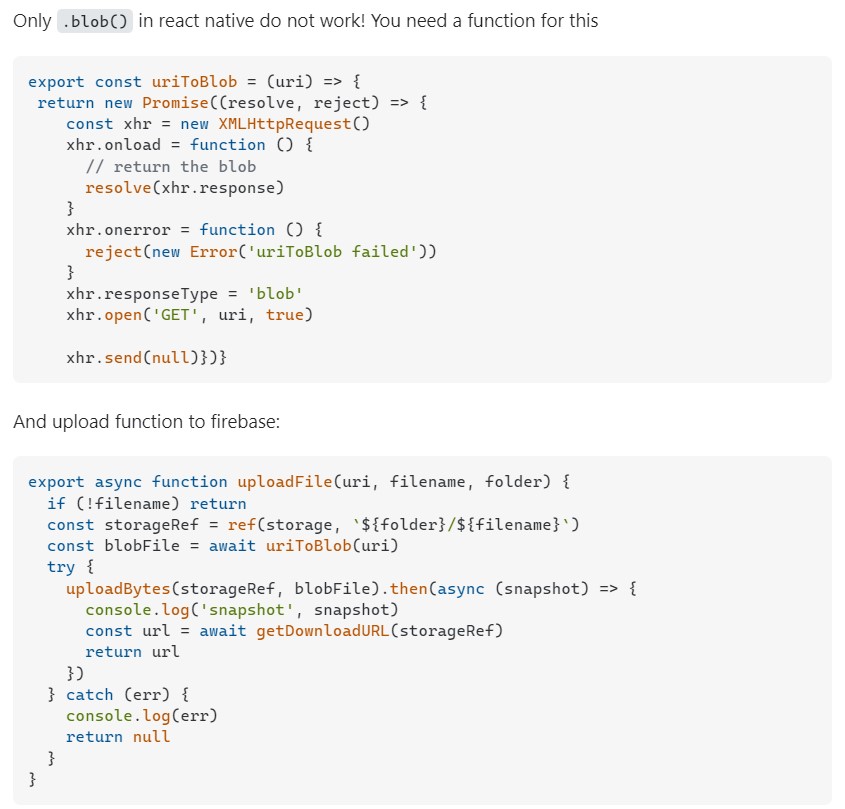 Only .blob() in react native do not work! You need a function for this
export const uriToBlob = (uri) => {
 return new Promise((resolve, reject) => {
    const xhr = new XMLHttpRequest()
    xhr.onload = function () {
      // return the blob
      resolve(xhr.response)
    }
    xhr.onerror = function () {
      reject(new Error('uriToBlob failed'))
    }
    xhr.responseType = 'blob'
    xhr.open('GET', uri, true)

    xhr.send(null)})}
And upload function to firebase:
export async function uploadFile(uri, filename, folder) {
  if (!filename) return
  const storageRef = ref(storage, `${folder}/${filename}`)
  const blobFile = await uriToBlob(uri)
  try {
    uploadBytes(storageRef, blobFile).then(async (snapshot) => {
      console.log('snapshot', snapshot)
      const url = await getDownloadURL(storageRef)
      return url
    })
  } catch (err) {
    console.log(err)
    return null
  }
}